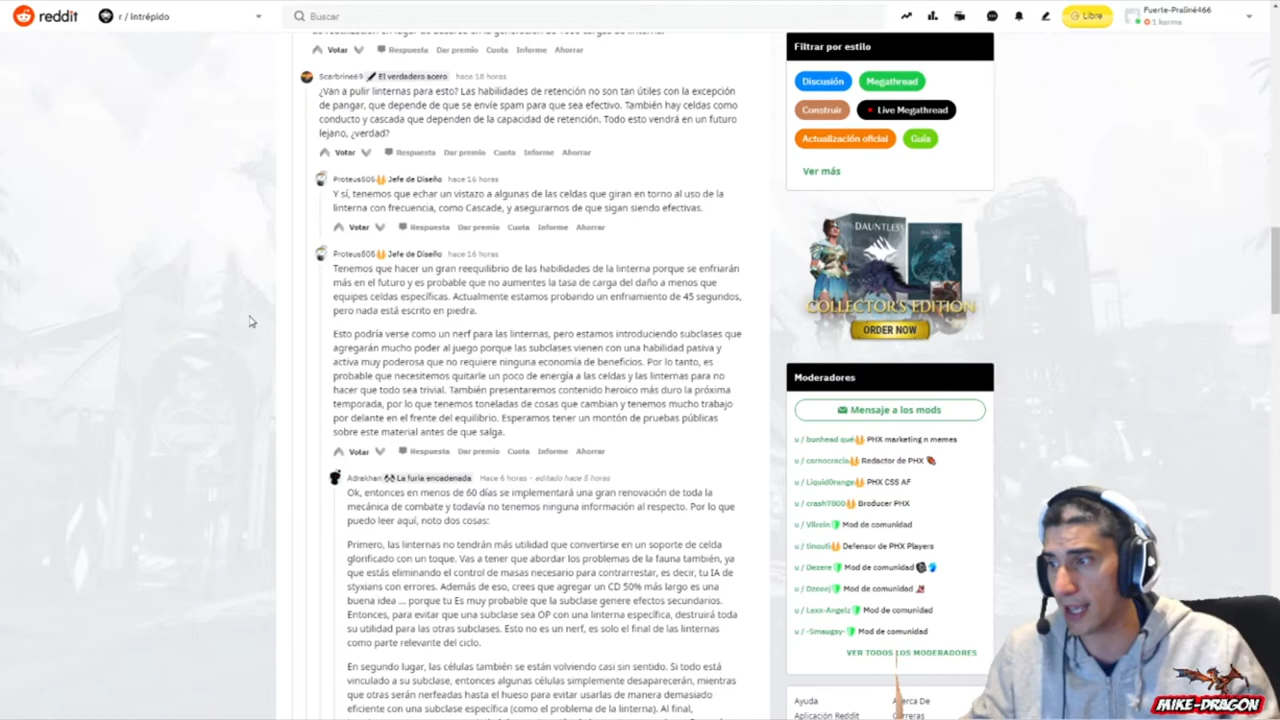 reddit
r / Intrépido
Buscar
Libre
Fuerte-Praliné466
1 karma
Votar Respuesta Dar premio Cuota Informe Ahorrar
Scarbrine69 El verdadero acero hace 18 horas
¿Van a pulir linternas para esto? Las habilidades de retención no son tan útiles con la excepción
de pangar, que depende de que se envíe spam para que sea efectivo. También hay celdas como
conducto y cascada que dependen de la capacidad de retención. Todo esto vendrá en un futuro
lejano, ¿verdad?
Votar Respuesta Dar premio Cuota Informe Ahorrar
Proteus505 Jefe de Diseño hace 16 horas
Y sí, tenemos que echar un vistazo a algunas de las celdas que giran en torno al uso de la
linterna con frecuencia, como Cascade, y asegurarnos de que sigan siendo efectivas.
Votar Respuesta Dar premio Cuota Informe Ahorrar
Proteus505 Jefe de Diseño hace 16 horas
Tenemos que hacer un gran reequilibrio de las habilidades de la linterna porque se enfriarán
más en el futuro y es probable que no aumentes la tasa de carga del daño a menos que
equipes celdas específicas. Actualmente estamos probando un enfriamiento de 45 segundos,
pero nada está escrito en piedra.
Esto podría verse como un nerf para las linternas, pero estamos introduciendo subclases que
agregarán mucho poder al juego porque las subclases vienen con una habilidad pasiva y
activa muy poderosa que no requiere ninguna economía de beneficios. Por lo tanto, es
probable que necesitemos quitarle un poco de energía a las celdas y las linternas para no
hacer que todo sea trivial. También presentaremos contenido heroico más duro la próxima
temporada, por lo que tenemos toneladas de cosas que cambian y tenemos mucho trabajo
por delante en el frente del equilibrio. Esperamos tener un montón de pruebas públicas
sobre este material antes de que salga.
Votar Respuesta Dar premio Cuota Informe Ahorrar
Adrakhan La furia encadenada Hace 6 horas · editado hace 5 horas
Ok, entonces en menos de 60 días se implementará una gran renovación de toda la
mecánica de combate y todavía no tenemos ninguna información al respecto. Por lo que
puedo leer aquí, noto dos cosas:
Primero, las linternas no tendrán más utilidad que convertirse en un soporte de celda
glorificado con un toque. Vas a tener que abordar los problemas de la fauna también, ya
que estás eliminando el control de masas necesario para contrarrestar, es decir, tu IA de
styxians con errores. Además de eso, crees que agregar un CD 50% más largo es una
buena idea ... porque tu Es muy probable que la subclase genere efectos secundarios.
Entonces, para evitar que una subclase sea OP con una linterna específica, destruirá toda
su utilidad para las otras subclases. Esto no es un nerf, es solo el final de las linternas
como parte relevante del ciclo.
En segundo lugar, las células también se están volviendo casi sin sentido. Si todo está
vinculado a su subclase, entonces algunas células simplemente desaparecerán, mientras
que otras serán nerfeadas hasta el hueso para evitar usarlas de manera demasiado
eficiente con una subclase específica (como el problema de la linterna). Al final,
Filtrar por estilo
Discusión Megathread
Construir Live Megathread
Actualización oficial Guía
Ver más
DAUNTLESS
COLLECTOR'S EDITION
ORDER NOW
Moderadores
Mensaje a los mods
u / bunhead qué PHX marketing n memes
u / carnocracia Redactor de PHX
u / Liquid0range PHX CSS AF
u / crash7800 Broducer PHX
u / Vlirein Mod de comunidad
u / tinouti Defensor de PHX Players
u / Dezere Mod de comunidad
u / Dzeeej Mod de comunidad
u / Lexx-Angelz Mod de comunidad
u / -Smaugsy- Mod de comunidad
VER TODOS LOS MODERADORES
Ayuda Acerca De
Aplicación Reddit Carreras
MIKE-DRAGON